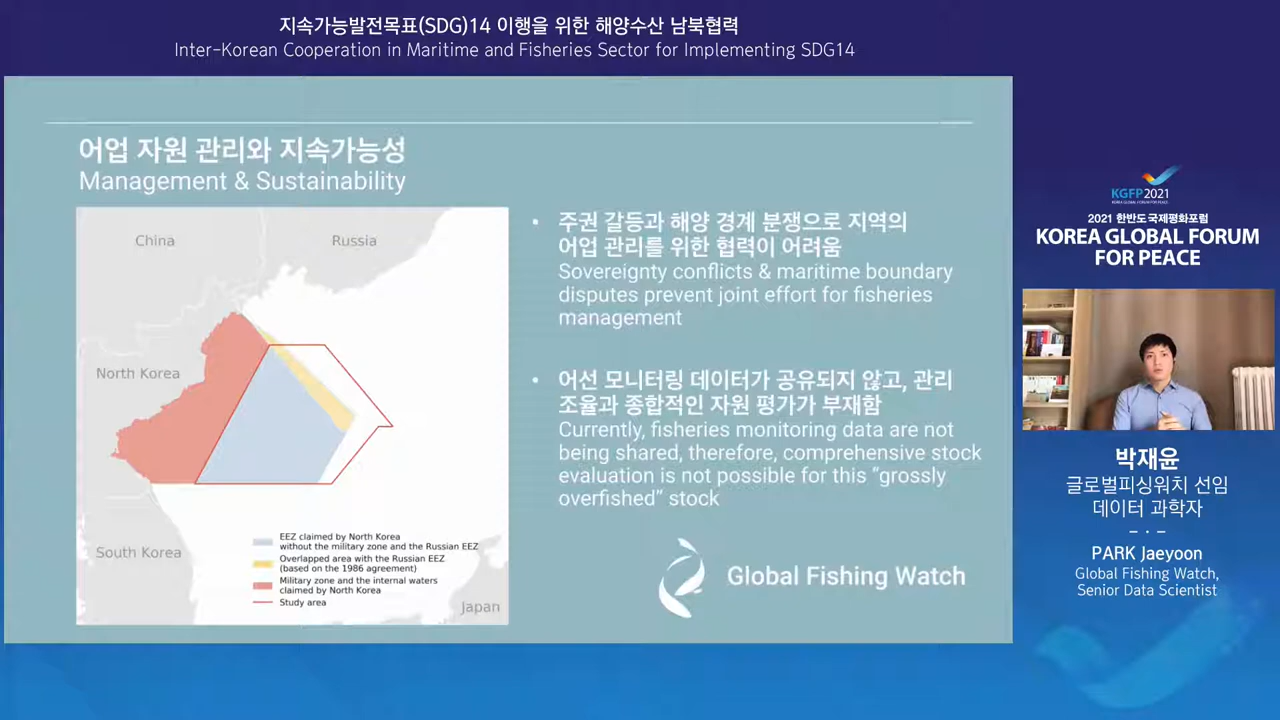 지속가능발전목표(SDG)14 이행을 위한 해양수산 남북협력
Inter-Korean Cooperation in Maritime and Fisheries Sector for Implementing SDG14
어업 자원 관리와 지속가능성
Management & Sustainability
China
Russia
North Korea
South Korea
Japan
EEZ claimed by North Korea
without the military zone and the Russian EEZ
Overlapped area with the Russian EEZ
(based on the 1986 agreement)
Military zone and the internal waters
claimed by North Korea
Study area
• 주권 갈등과 해양 경계 분쟁으로 지역의
어업 관리를 위한 협력이 어려움
Sovereignty conflicts & maritime boundary
disputes prevent joint effort for fisheries
management
• 어선 모니터링 데이터가 공유되지 않고, 관리
조율과 종합적인 자원 평가가 부재함
Currently, fisheries monitoring data are not
being shared, therefore, comprehensive stock
evaluation is not possible for this “grossly
overfished” stock
Global Fishing Watch
KGFP2021
KOREA GLOBAL FORUM FOR PEACE
2021 한반도국제평화포럼
KOREA GLOBAL FORUM
FOR PEACE
박재윤
글로벌피싱워치 선임
데이터 과학자
PARK Jaeyoon
Global Fishing Watch,
Senior Data Scientist